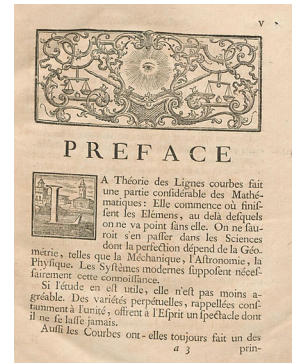 V
PREFACE
LA Théorie des Lignes courbes fait
une partie considérable des Mathé-
matiques: Elle commence où finis-
sent les Elémens, au delà desquels
on ne va point sans elle. On ne sau-
roit s'en passer dans les Sciences
dont la perfection dépend de la Géo-
métrie, telles que la Méchanique, l'Astronomie, la
Physique. Les Systèmes modernes supposent néces-
sairement cette connoissance.
Si l'étude en est utile, elle n'est pas moins a-
gréable. Des variétés perpétuelles, rappellées cons-
tamment à l'unité, offrent à l'Esprit un spectacle dont
il ne se lasse jamais.
Aussi les Courbes ont-elles toujours fait un des
a 3
prin-